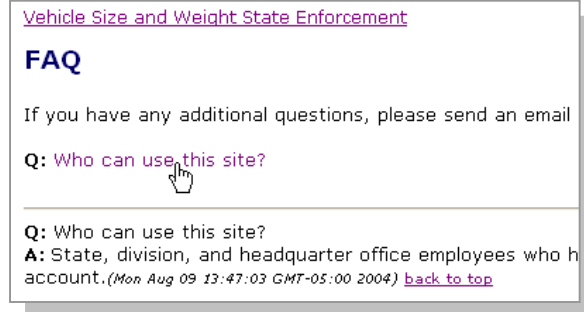 Vehicle Size and Weight State Enforcement
FAQ
If you have any additional questions, please send an email
Q: Who can use this site?
Q: Who can use this site?
A: State, division, and headquarter office employees who h
account.(Mon Aug 09 13:47:03 GMT-05:00 2004) back to top